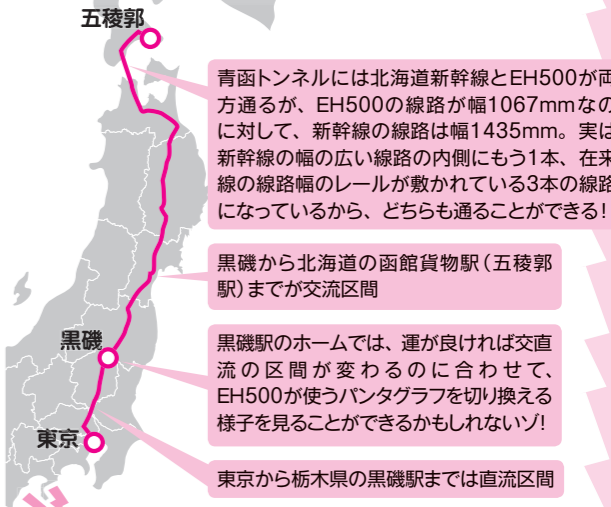 五稜郭
青函トンネルには北海道新幹線とEH500が両
方通るが、EH500の線路が幅1067mmなの
に対して、新幹線の線路は幅1435mm。実は
新幹線の幅の広い線路の内側にもう1本、在来
線の線路幅のレールが敷かれている3本の線路
になっているから、どちらも通ることができる!
黒磯から北海道の函館貨物駅(五稜郭
駅)までが交流区間
黒磯
黒磯駅のホームでは、運が良ければ交直
流の区間が変わるのに合わせて、
EH500が使うパンタグラフを切り換える
様子を見ることができるかもしれないゾ!
東京
東京から栃木県の黒磯駅までは直流区間